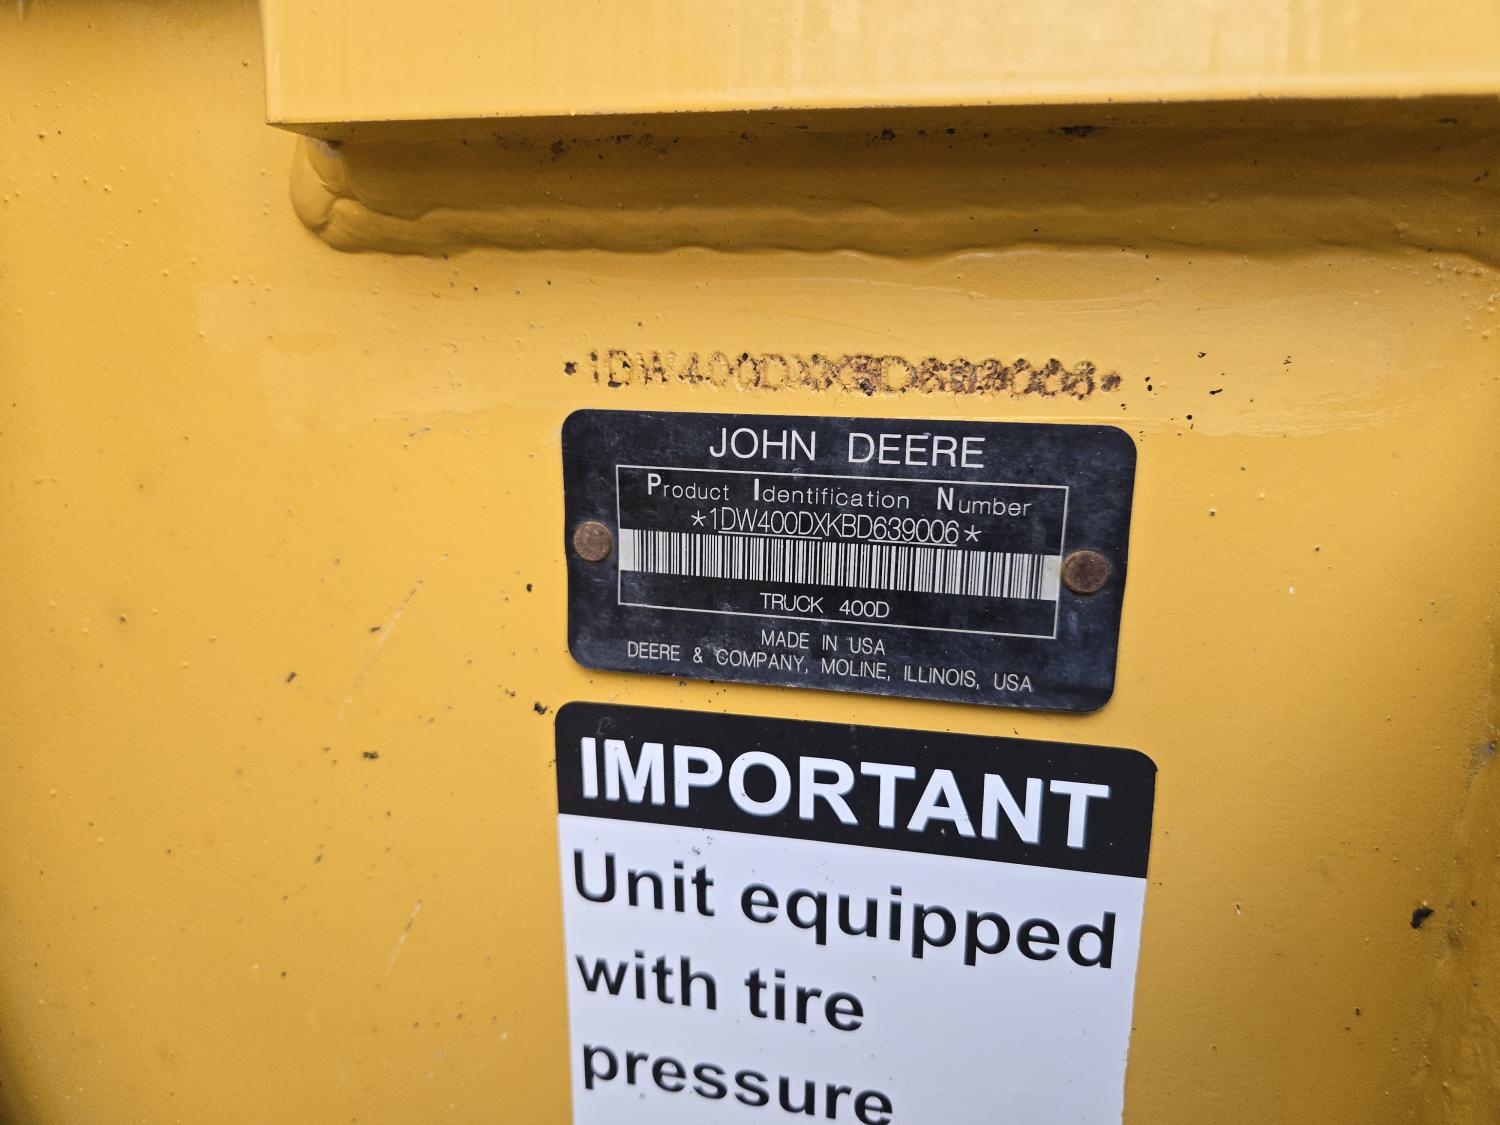 JOHN DEERE
Product Identification Number
*1DW400DXKBD639006*
TRUCK 400D
MADE IN USA
DEERE & COMPANY, MOLINE, ILLINOIS, USA
IMPORTANT
Unit equipped
with tire
pressure